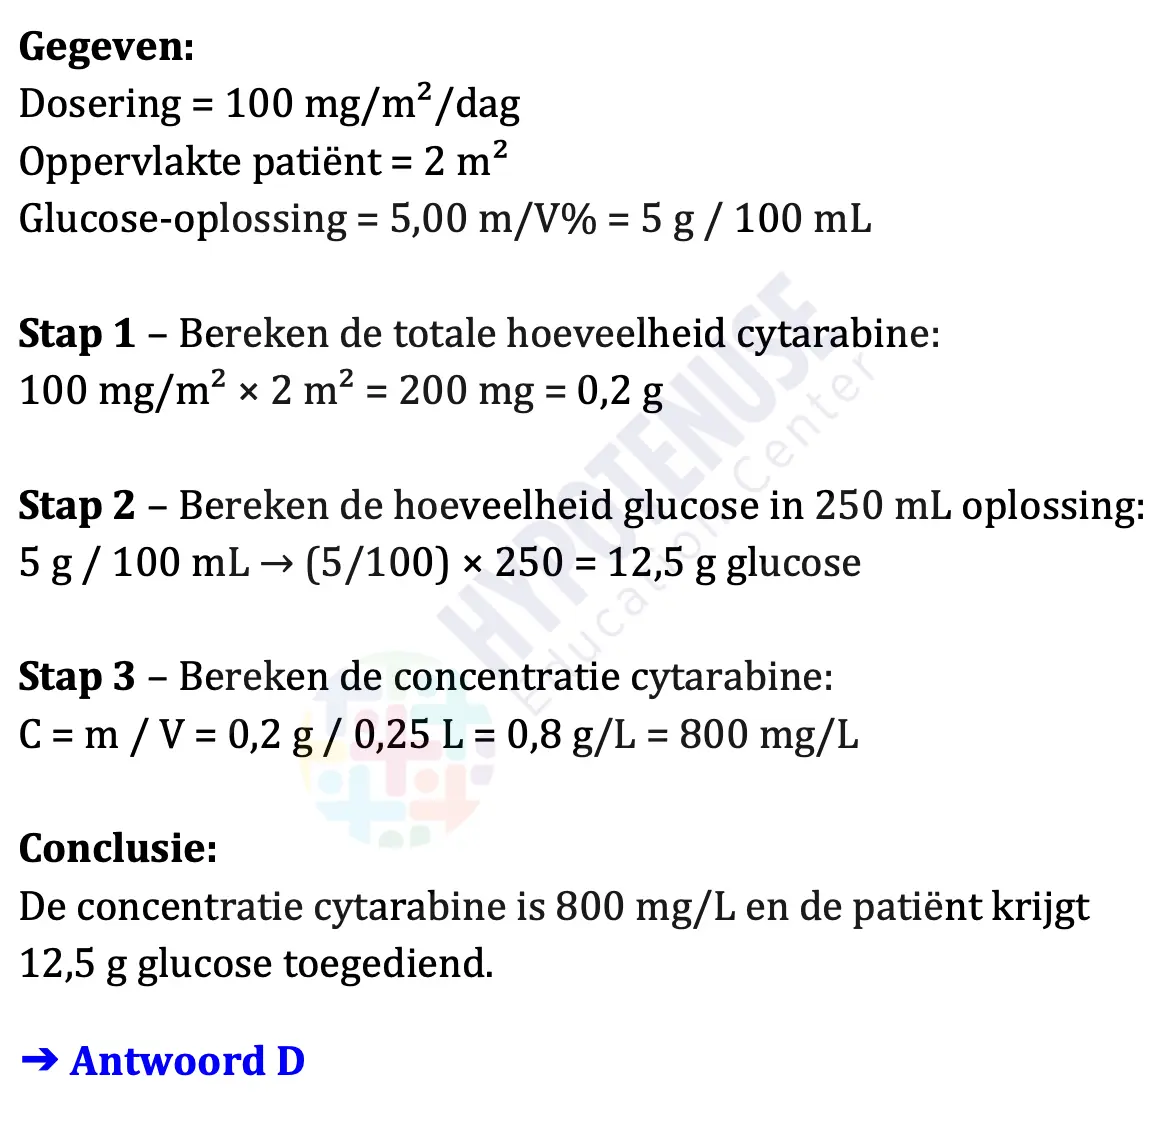 Gegeven:
Dosering = 100 mg/m²/dag
Oppervlakte patiënt = 2 m²
Glucose-oplossing = 5,00 m/V% = 5 g / 100 mL
Stap 1 – Bereken de totale hoeveelheid cytarabine:
100 mg/m² × 2 m² = 200 mg = 0,2 g
Stap 2 – Bereken de hoeveelheid glucose in 250 mL oplossing:
5 g / 100 mL → (5/100) × 250 = 12,5 g glucose
Stap 3 – Bereken de concentratie cytarabine:
C = m / V = 0,2 g / 0,25 L = 0,8 g/L = 800 mg/L
Conclusie:
De concentratie cytarabine is 800 mg/L en de patiënt krijgt
12,5 g glucose toegediend.
➔ Antwoord D
HYPOTENUSE
Education Center